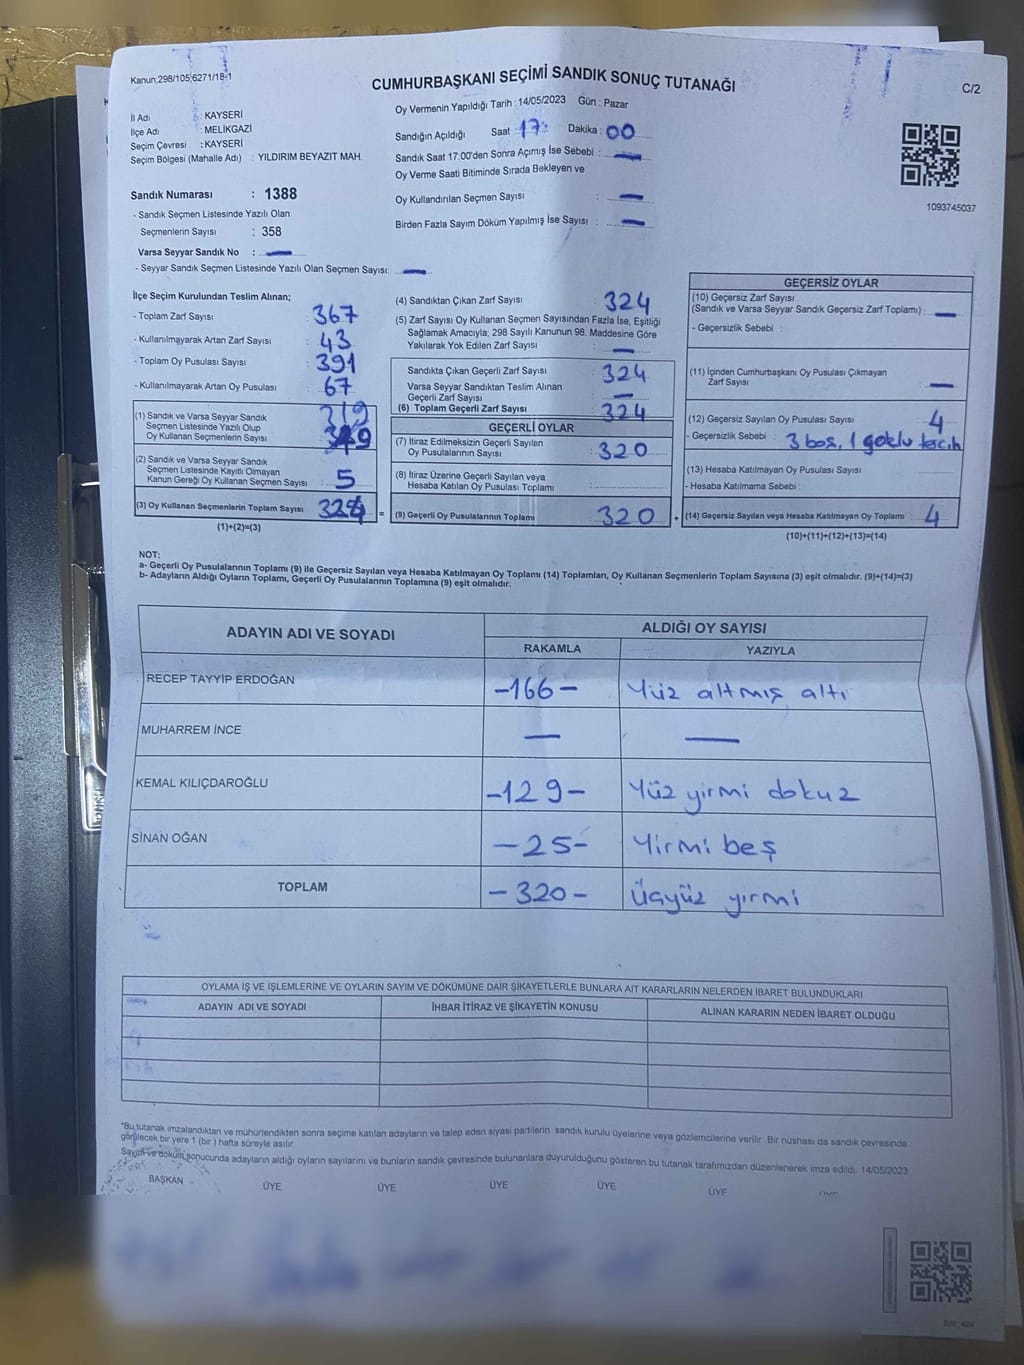 Kanun,298/105;6271/18-1
CUMHURBAŞKANI SEÇİMİ SANDIK SONUÇ TUTANAĞI
C/2
İl Adı : KAYSERİ
İlçe Adı : MELİKGAZİ
Seçim Çevresi : KAYSERİ
Seçim Bölgesi (Mahalle Adı) : YILDIRIM BEYAZIT MAH.
Sandık Numarası : 1388
- Sandık Seçmen Listesinde Yazılı Olan
Seçmenlerin Sayısı : 358
Varsa Seyyar Sandık No : —
- Seyyar Sandık Seçmen Listesinde Yazılı Olan Seçmen Sayısı: —
Oy Vermenin Yapıldığı Tarih : 14/05/2023 Gün : Pazar
Sandığın Açıldığı Saat : 17: Dakika : 00
Sandık Saat 17:00'den Sonra Açımış İse Sebebi : —
Oy Verme Saati Bitiminde Sırada Bekleyen ve
Oy Kullandırılan Seçmen Sayısı : —
Birden Fazla Sayım Döküm Yapılmış İse Sayısı : —
1093745037
İlçe Seçim Kurulundan Teslim Alınan;
- Toplam Zarf Sayısı : 367
- Kullanılmayarak Artan Zarf Sayısı : 43
- Toplam Oy Pusulası Sayısı : 391
- Kullanılmayarak Artan Oy Pusulası : 67
(1) Sandık ve Varsa Seyyar Sandık
Seçmen Listesinde Yazılı Olup
Oy Kullanan Seçmenlerin Sayısı : 319
(2) Sandık ve Varsa Seyyar Sandık
Seçmen Listesinde Kayıtlı Olmayan
Kanun Gereği Oy Kullanan Seçmen Sayısı : 5
(3) Oy Kullanan Seçmenlerin Toplam Sayısı 324 =
(1)+(2)=(3)
(4) Sandıktan Çıkan Zarf Sayısı : 324
(5) Zarf Sayısı Oy Kullanan Seçmen Sayısından Fazla İse, Eşitliği
Sağlamak Amacıyla; 298 Sayılı Kanunun 98. Maddesine Göre
Yakılarak Yok Edilen Zarf Sayısı : —
Sandıkta Çıkan Geçerli Zarf Sayısı : 324
Varsa Seyyar Sandıktan Teslim Alınan
Geçerli Zarf Sayısı : —
(6) Toplam Geçerli Zarf Sayısı : 324
GEÇERLİ OYLAR
(7) İtiraz Edilmeksizin Geçerli Sayılan
Oy Pusulalarının Sayısı : 320
(8) İtiraz Üzerine Geçerli Sayılan veya
Hesaba Katılan Oy Pusulası Toplamı :
(9) Geçerli Oy Pusulalarının Toplamı : 320 +
GEÇERSİZ OYLAR
(10) Geçersiz Zarf Sayısı
(Sandık ve Varsa Seyyar Sandık Geçersiz Zarf Toplamı) : —
- Geçersizlik Sebebi :
(11) İçinden Cumhurbaşkanı Oy Pusulası Çıkmayan
Zarf Sayısı : —
(12) Geçersiz Sayılan Oy Pusulası Sayısı : 4
- Geçersizlik Sebebi : 3 boş, 1 çoklu tercih
(13) Hesaba Katılmayan Oy Pusulası Sayısı
- Hesaba Katılmama Sebebi :
(14) Geçersiz Sayılan veya Hesaba Katılmayan Oy Toplamı : 4
(10)+(11)+(12)+(13)=(14)
NOT:
a- Geçerli Oy Pusulalarının Toplamı (9) ile Geçersiz Sayılan veya Hesaba Katılmayan Oy Toplamı (14) Toplamları, Oy Kullanan Seçmenlerin Toplam Sayısına (3) eşit olmalıdır. (9)+(14)=(3)
b- Adayların Aldığı Oyların Toplamı, Geçerli Oy Pusulalarının Toplamına (9) eşit olmalıdır.
ADAYIN ADI VE SOYADI ALDIĞI OY SAYISI
RAKAMLA YAZIYLA
RECEP TAYYİP ERDOĞAN -166- Yüz altmış altı
MUHARREM İNCE — —
KEMAL KILIÇDAROĞLU -129- Yüz yirmi dokuz
SİNAN OĞAN -25- Yirmi beş
TOPLAM -320- Üçyüz yirmi
OYLAMA İŞ VE İŞLEMLERİNE VE OYLARIN SAYIM VE DÖKÜMÜNE DAİR ŞİKAYETLERLE BUNLARA AİT KARARLARIN NELERDEN İBARET BULUNDUKLARI
ADAYIN ADI VE SOYADI İHBAR İTİRAZ VE ŞİKAYETİN KONUSU ALINAN KARARIN NEDEN İBARET OLDUĞU
*Bu tutanak imzalandıktan ve mühürlendikten sonra seçime katılan adayların ve talep eden siyasi partilerin sandık kurulu üyelerine veya gözlemcilerine verilir. Bir nüshası da sandık çevresinde
görülecek bir yere 1 (bir) hafta süreyle asılır.
Sayım ve döküm sonucunda adayların aldığı oyların sayılarını ve bunların sandık çevresinde bulunanlara duyurulduğunu gösteren bu tutanak tarafımızdan düzenlenerek imza edildi. 14/05/2023
BAŞKAN ÜYE ÜYE ÜYE ÜYE ÜYE